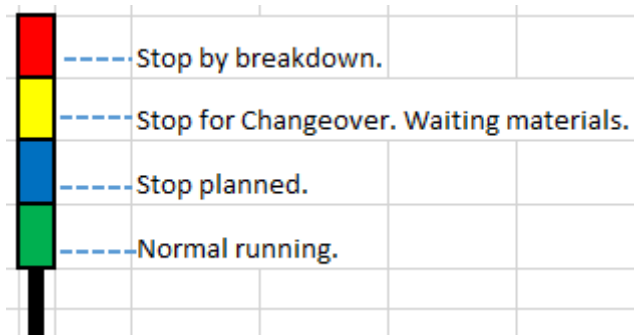 Stop by breakdown.
Stop for Changeover. Waiting materials.
Stop planned.
Normal running.